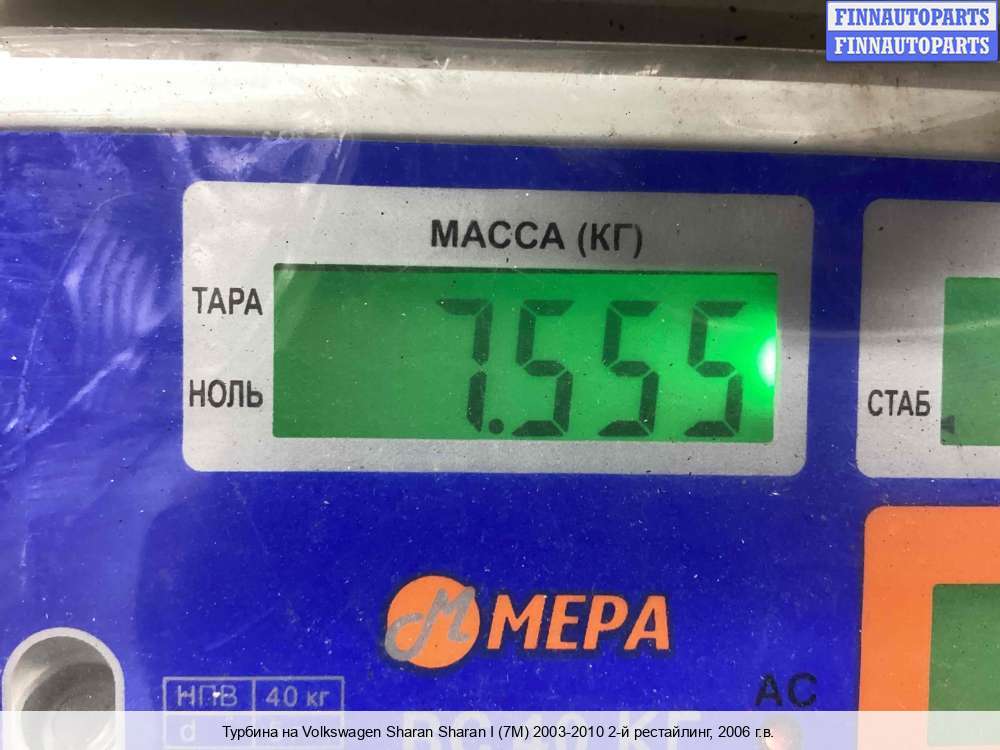 FINNAUTOPARTS
FINNAUTOPARTS
МАССА (КГ)
ТАРА
7.555
НОЛЬ
СТАБ
М МЕРА
НПВ 40 кг
АС
d
Турбина на Volkswagen Sharan Sharan I (7M) 2003-2010 2-й рестайлинг, 2006 г.в.